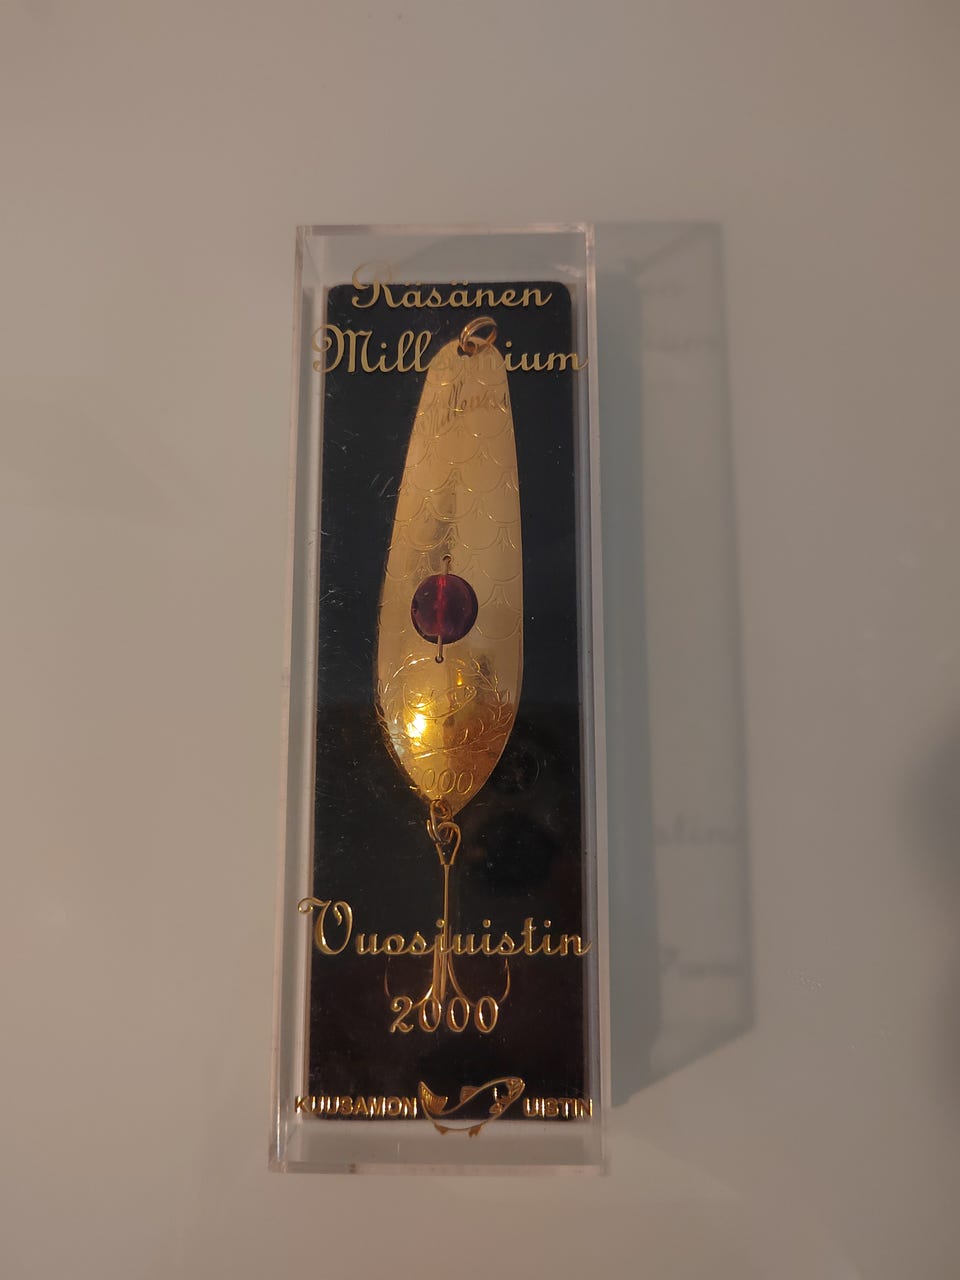 Räsänen
Millennium
2000
Vuosiuistin
2000
KUUSAMON UISTIN